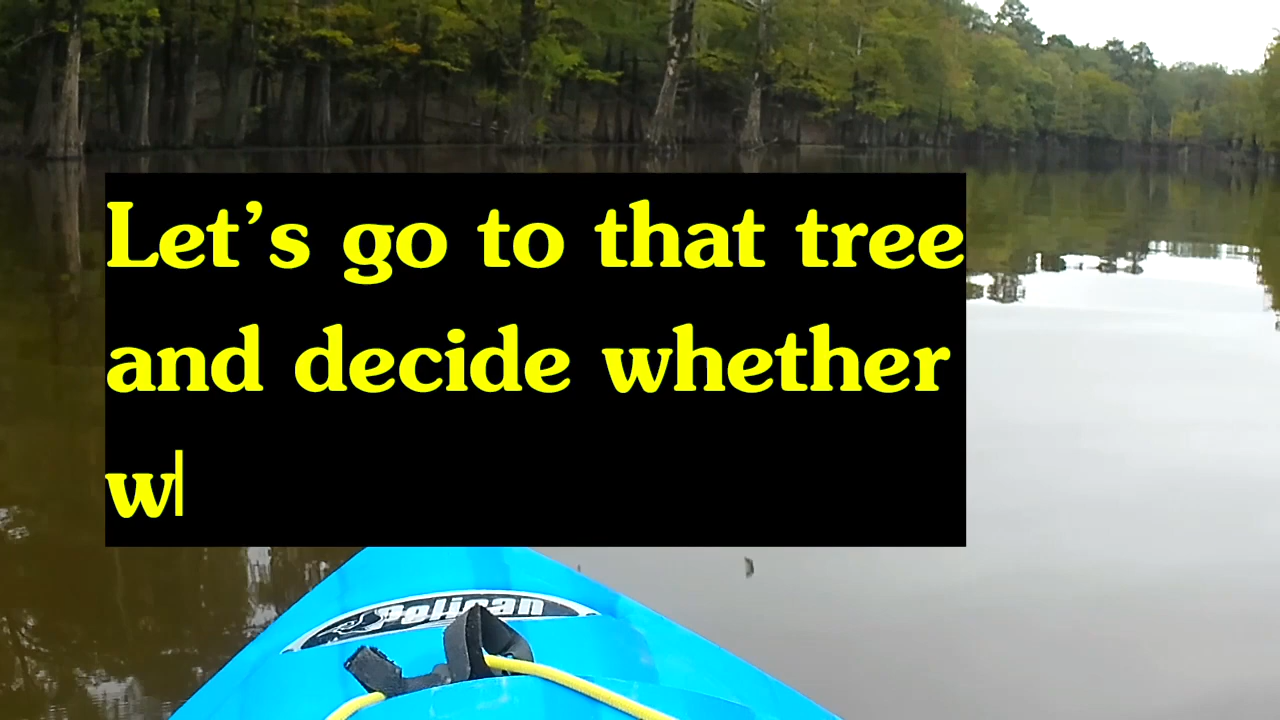 Let’s go to that tree
and decide whether
w
Pelican